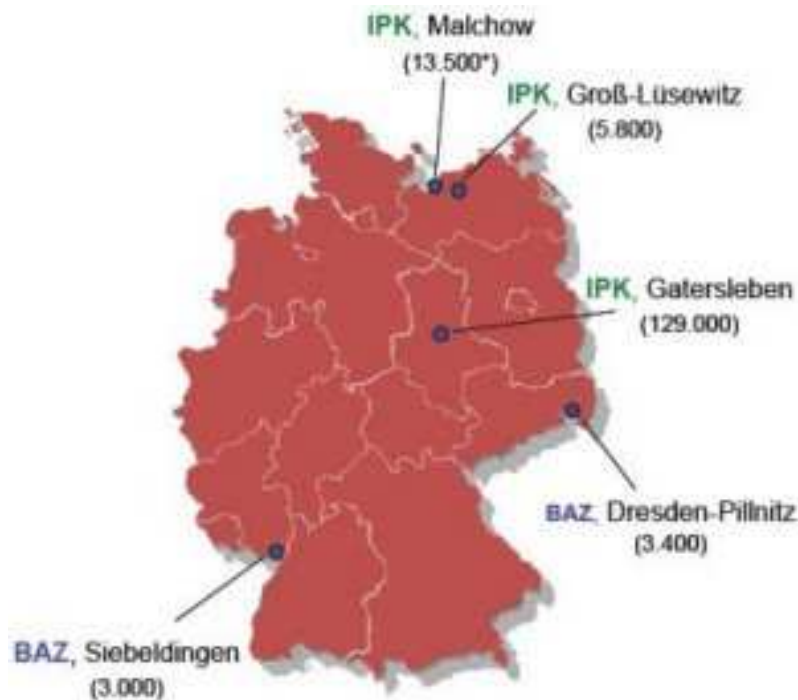 IPK, Malchow
(13.500*)
IPK, Groß-Lüsewitz
(5.800)
IPK, Gatersleben
(129.000)
BAZ, Dresden-Pillnitz
(3.400)
BAZ, Siebeldingen
(3.000)